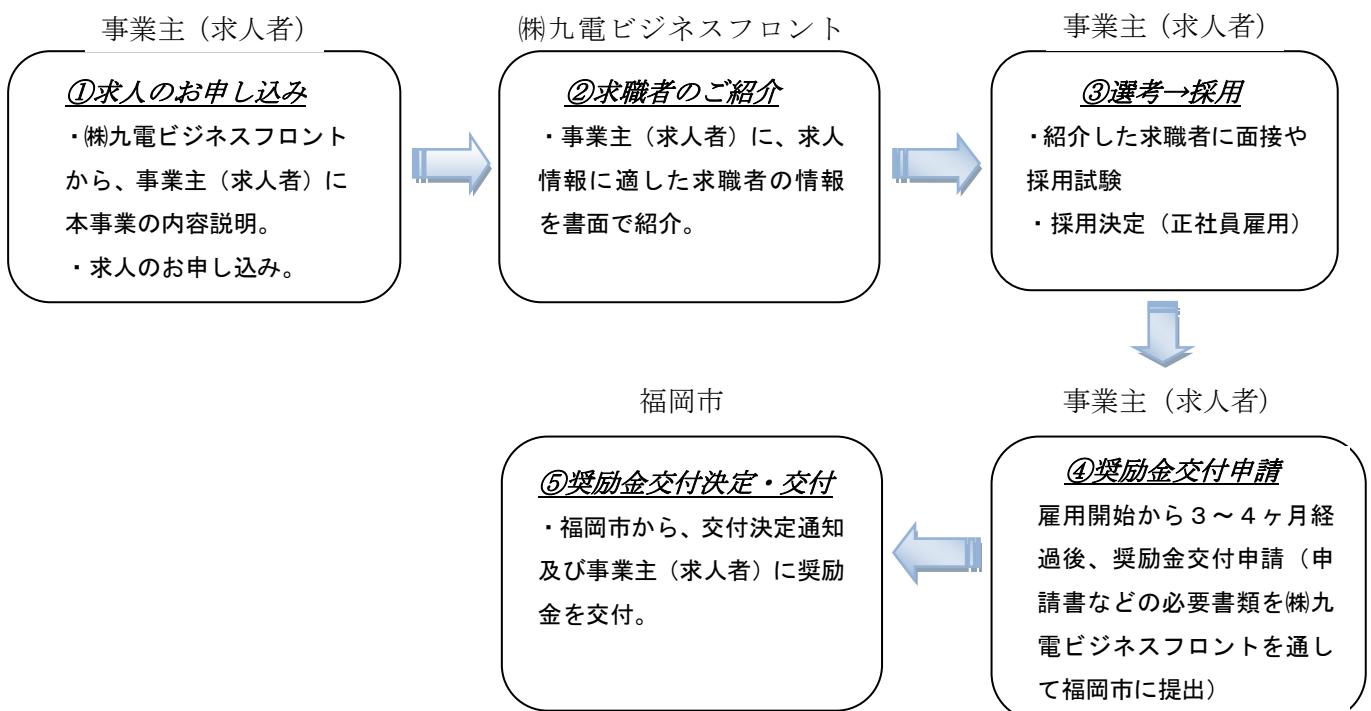 事業主（求人者）
①求人のお申し込み
・㈱九電ビジネスフロント
から、事業主（求人者）に
本事業の内容説明。
・求人のお申し込み。
㈱九電ビジネスフロント
②求職者のご紹介
・事業主（求人者）に、求人
情報に適した求職者の情報
を書面で紹介。
事業主（求人者）
③選考→採用
・紹介した求職者に面接や
採用試験
・採用決定（正社員雇用）
事業主（求人者）
④奨励金交付申請
雇用開始から３～４ヶ月経
過後、奨励金交付申請（申
請書などの必要書類を㈱九
電ビジネスフロントを通し
て福岡市に提出）
福岡市
⑤奨励金交付決定・交付
・福岡市から、交付決定通知
及び事業主（求人者）に奨励
金を交付。